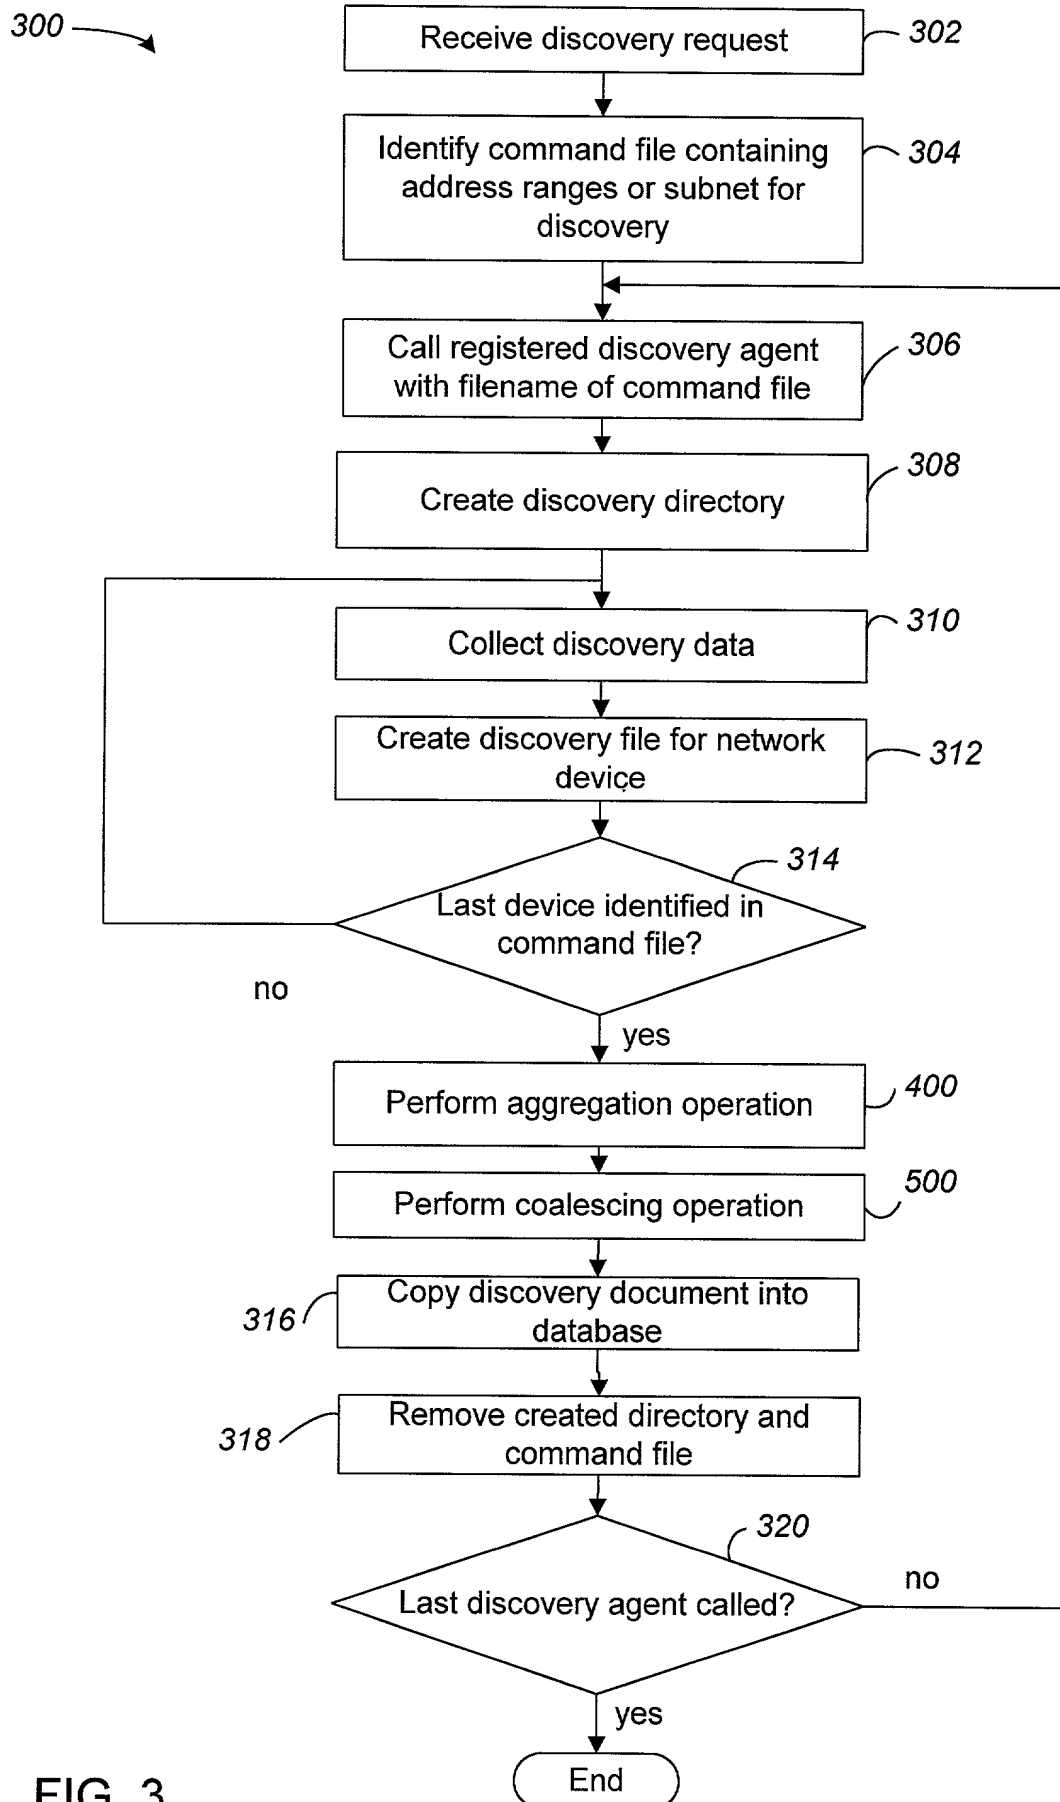 300
Receive discovery request
302
Identify command file containing
address ranges or subnet for
discovery
304
Call registered discovery agent
with filename of command file
306
Create discovery directory
308
Collect discovery data
310
Create discovery file for network
device
312
314
Last device identified in
command file?
no
yes
Perform aggregation operation
400
Perform coalescing operation
500
Copy discovery document into
database
316
Remove created directory and
command file
318
320
Last discovery agent called?
no
yes
End
FIG. 3